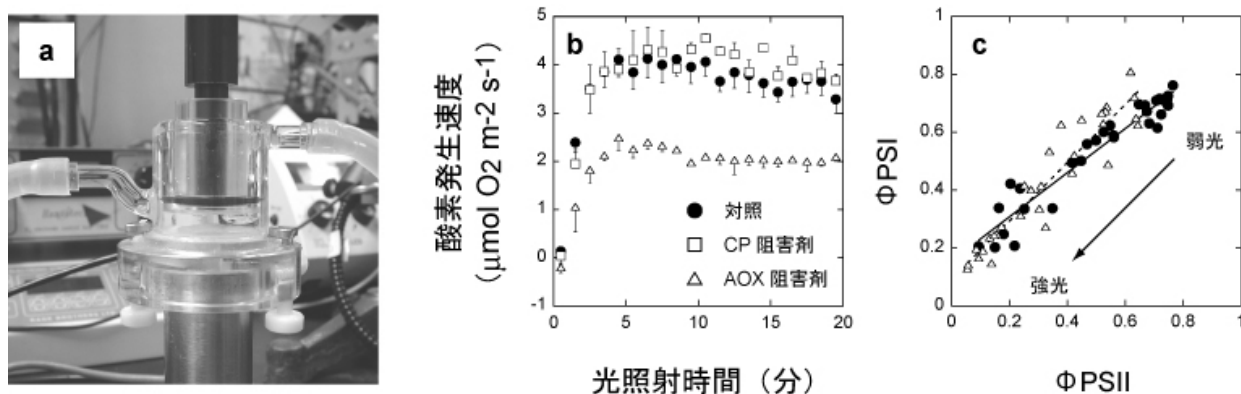 a
酸素発生速度
（μmol O2 m-2 s-1）
5
4
3
2
1
0
-1
b
● 対照
□ CP 阻害剤
△ AOX 阻害剤
0 5 10 15 20
光照射時間（分）
ΦPSI
1
0.8
0.6
0.4
0.2
0
c
弱光
強光
0 0.2 0.4 0.6 0.8 1
ΦPSII